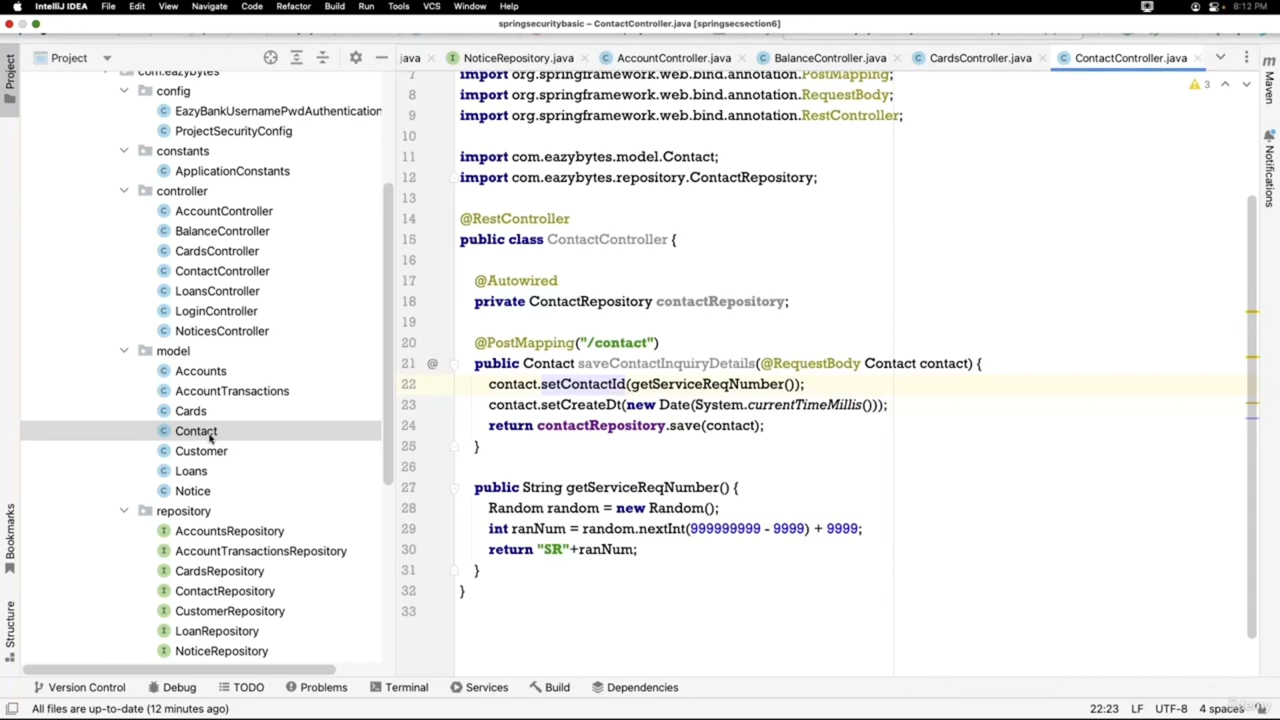 IntelliJ IDEA File Edit View Navigate Code Refactor Build Run Tools VCS Window Help 8:12 PM
springsecuritybasic – ContactController.java [springsecsection6]
Project
java NoticeRepository.java AccountController.java BalanceController.java CardsController.java ContactController.java
Project
Bookmarks
Structure
com.eazybytes
config
EazyBankUsernamePwdAuthentication
ProjectSecurityConfig
constants
ApplicationConstants
controller
AccountController
BalanceController
CardsController
ContactController
LoansController
LoginController
NoticesController
model
Accounts
AccountTransactions
Cards
Contact
Customer
Loans
Notice
repository
AccountsRepository
AccountTransactionsRepository
CardsRepository
ContactRepository
CustomerRepository
LoanRepository
NoticeRepository
7 import org.springframework.web.bind.annotation.PostMapping;
8 import org.springframework.web.bind.annotation.RequestBody;
9 import org.springframework.web.bind.annotation.RestController;
10
11 import com.eazybytes.model.Contact;
12 import com.eazybytes.repository.ContactRepository;
13
14 @RestController
15 public class ContactController {
16
17 @Autowired
18 private ContactRepository contactRepository;
19
20 @PostMapping("/contact")
21 @ public Contact saveContactInquiryDetails(@RequestBody Contact contact) {
22 contact.setContactId(getServiceReqNumber());
23 contact.setCreateDt(new Date(System.currentTimeMillis()));
24 return contactRepository.save(contact);
25 }
26
27 public String getServiceReqNumber() {
28 Random random = new Random();
29 int ranNum = random.nextInt(999999999 - 9999) + 9999;
30 return "SR"+ranNum;
31 }
32 }
33
3
Maven
Notifications
Version Control Debug TODO Problems Terminal Services Build Dependencies
All files are up-to-date (12 minutes ago) 22:23 LF UTF-8 4 spaces
Udemy